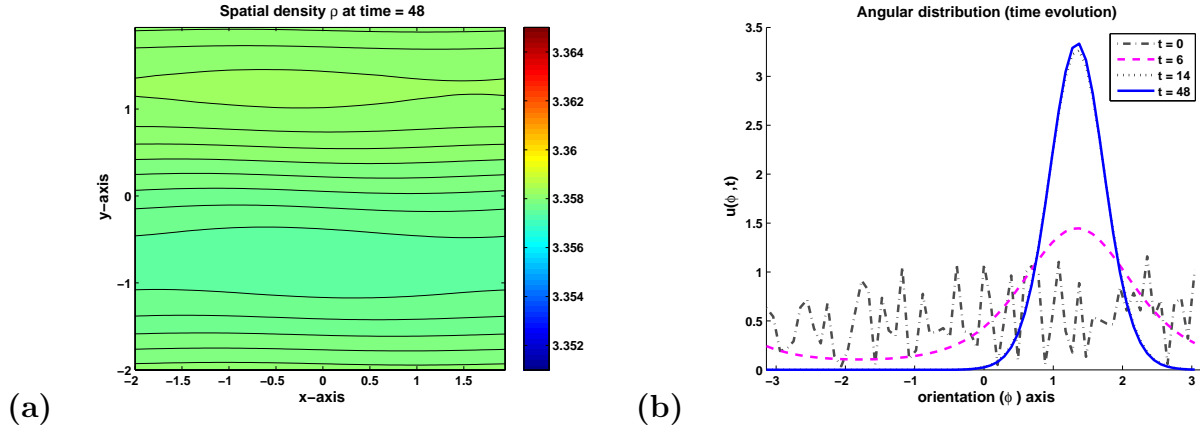 Spatial density ρ at time = 48
y−axis
1
0
−1
−2
−2
−1.5
−1
−0.5
0
0.5
1
1.5
x−axis
3.364
3.362
3.36
3.358
3.356
3.354
3.352
(a)
Angular distribution (time evolution)
u(ϕ ,t)
3.5
3
2.5
2
1.5
1
0.5
0
−3
−2
−1
0
1
2
3
orientation (ϕ ) axis
t = 0
t = 6
t = 14
t = 48
(b)